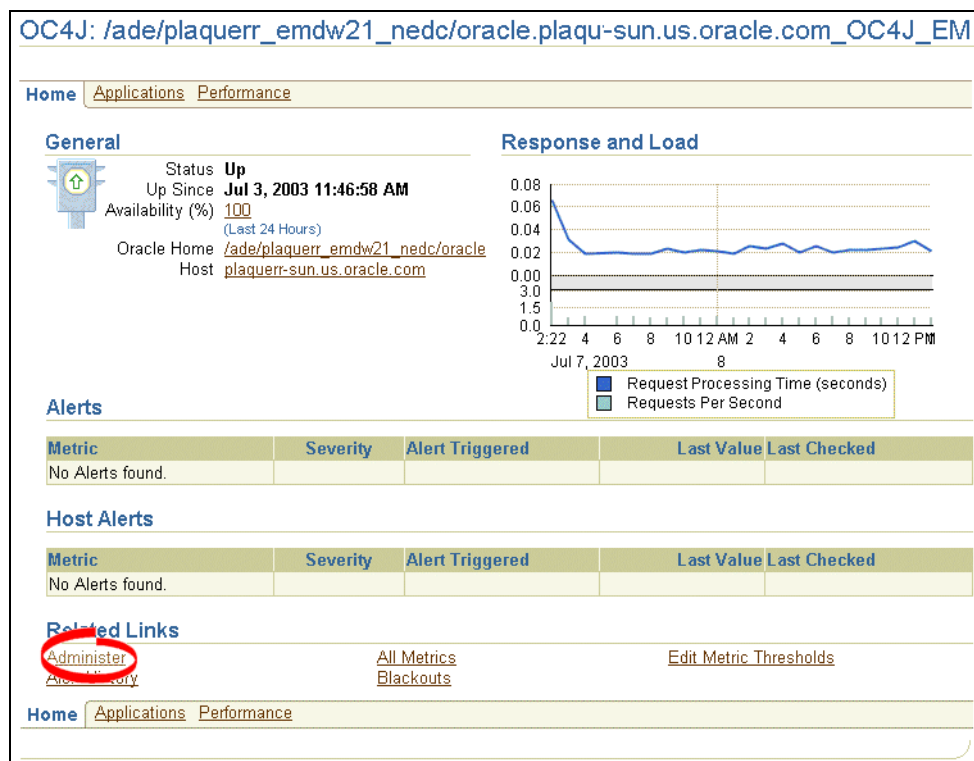 OC4J: /ade/plaquerr_emdw21_nedc/oracle.plaqu-sun.us.oracle.com_OC4J_EM
Home Applications Performance
General
Status Up
Up Since Jul 3, 2003 11:46:58 AM
Availability (%) 100
(Last 24 Hours)
Oracle Home /ade/plaquerr_emdw21_nedc/oracle
Host plaquerr-sun.us.oracle.com
Response and Load
0.08
0.06
0.04
0.02
0.00
3.0
1.5
0.0
2:22 4 6 8 10 12 AM 2 4 6 8 10 12 PM
Jul 7, 2003 8
Request Processing Time (seconds)
Requests Per Second
Alerts
Metric Severity Alert Triggered Last Value Last Checked
No Alerts found.
Host Alerts
Metric Severity Alert Triggered Last Value Last Checked
No Alerts found.
Related Links
Administer All Metrics Edit Metric Thresholds
Alert History Blackouts
Home Applications Performance